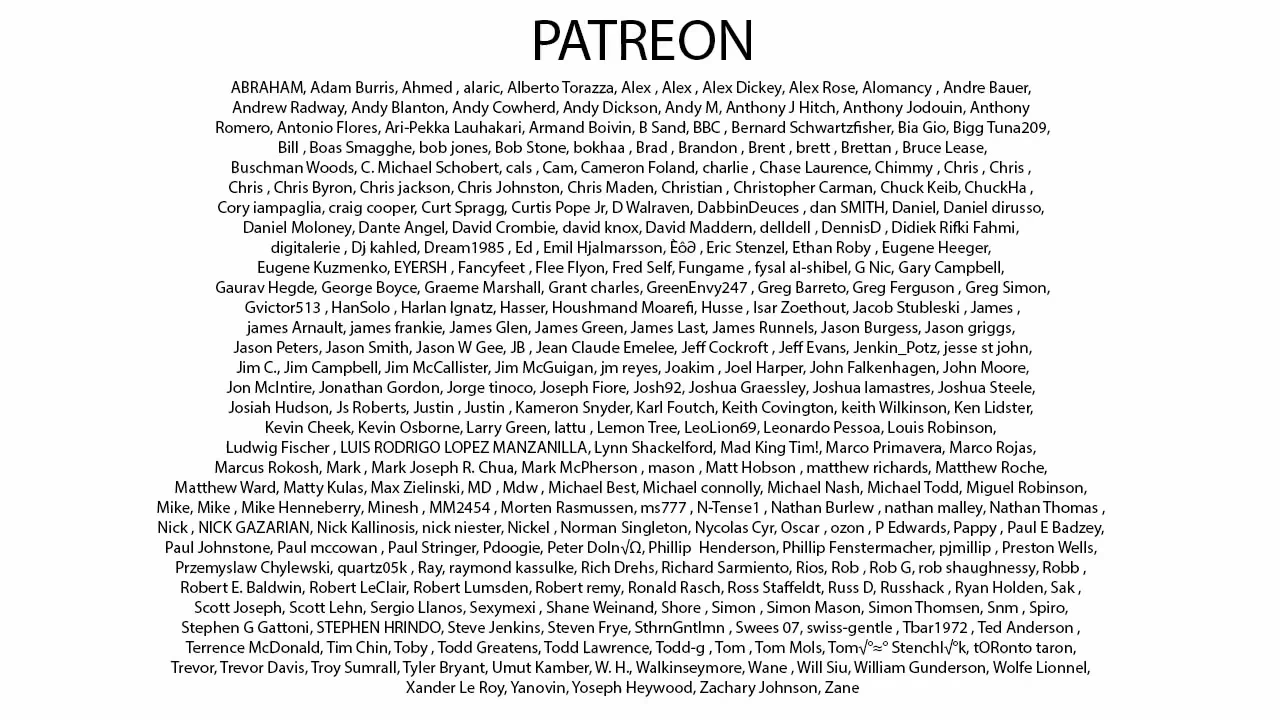 PATREON
ABRAHAM, Adam Burris, Ahmed , alaric, Alberto Torazza, Alex , Alex , Alex Dickey, Alex Rose, Alomancy , Andre Bauer,
Andrew Radway, Andy Blanton, Andy Cowherd, Andy Dickson, Andy M, Anthony J Hitch, Anthony Jodouin, Anthony
Romero, Antonio Flores, Ari-Pekka Lauhakari, Armand Boivin, B Sand, BBC , Bernard Schwartzfisher, Bia Gio, Bigg Tuna209,
Bill , Boas Smagghe, bob jones, Bob Stone, bokhaa , Brad , Brandon , Brent , brett , Brettan , Bruce Lease,
Buschman Woods, C. Michael Schobert, cals , Cam, Cameron Foland, charlie , Chase Laurence, Chimmy , Chris , Chris ,
Chris , Chris Byron, Chris jackson, Chris Johnston, Chris Maden, Christian , Christopher Carman, Chuck Keib, ChuckHa ,
Cory iampaglia, craig cooper, Curt Spragg, Curtis Pope Jr, D Walraven, DabbinDeuces , dan SMITH, Daniel, Daniel dirusso,
Daniel Moloney, Dante Angel, David Crombie, david knox, David Maddern, delldell , DennisD , Didiek Rifki Fahmi,
digitalerie , Dj kahled, Dream1985 , Ed , Emil Hjalmarsson, Èô∂ , Eric Stenzel, Ethan Roby , Eugene Heeger,
Eugene Kuzmenko, EYERSH , Fancyfeet , Flee Flyon, Fred Self, Fungame , fysal al-shibel, G Nic, Gary Campbell,
Gaurav Hegde, George Boyce, Graeme Marshall, Grant charles, GreenEnvy247 , Greg Barreto, Greg Ferguson , Greg Simon,
Gvictor513 , HanSolo , Harlan Ignatz, Hasser, Houshmand Moarefi, Husse , Isar Zoethout, Jacob Stubleski , James ,
james Arnault, james frankie, James Glen, James Green, James Last, James Runnels, Jason Burgess, Jason griggs,
Jason Peters, Jason Smith, Jason W Gee, JB , Jean Claude Emelee, Jeff Cockroft , Jeff Evans, Jenkin_Potz, jesse st john,
Jim C., Jim Campbell, Jim McCallister, Jim McGuigan, jm reyes, Joakim , Joel Harper, John Falkenhagen, John Moore,
Jon McIntire, Jonathan Gordon, Jorge tinoco, Joseph Fiore, Josh92, Joshua Graessley, Joshua lamastres, Joshua Steele,
Josiah Hudson, Js Roberts, Justin , Justin , Kameron Snyder, Karl Foutch, Keith Covington, keith Wilkinson, Ken Lidster,
Kevin Cheek, Kevin Osborne, Larry Green, lattu , Lemon Tree, LeoLion69, Leonardo Pessoa, Louis Robinson,
Ludwig Fischer , LUIS RODRIGO LOPEZ MANZANILLA, Lynn Shackelford, Mad King Tim!, Marco Primavera, Marco Rojas,
Marcus Rokosh, Mark , Mark Joseph R. Chua, Mark McPherson , mason , Matt Hobson , matthew richards, Matthew Roche,
Matthew Ward, Matty Kulas, Max Zielinski, MD , Mdw , Michael Best, Michael connolly, Michael Nash, Michael Todd, Miguel Robinson,
Mike, Mike , Mike Henneberry, Minesh , MM2454 , Morten Rasmussen, ms777 , N-Tense1 , Nathan Burlew , nathan malley, Nathan Thomas ,
Nick , NICK GAZARIAN, Nick Kallinosis, nick niester, Nickel , Norman Singleton, Nycolas Cyr, Oscar , ozon , P Edwards, Pappy , Paul E Badzey,
Paul Johnstone, Paul mccowan , Paul Stringer, Pdoogie, Peter Doln√Ω, Phillip  Henderson, Phillip Fenstermacher, pjmillip , Preston Wells,
Przemyslaw Chylewski, quartz05k , Ray, raymond kassulke, Rich Drehs, Richard Sarmiento, Rios, Rob , Rob G, rob shaughnessy, Robb ,
Robert E. Baldwin, Robert LeClair, Robert Lumsden, Robert remy, Ronald Rasch, Ross Staffeldt, Russ D, Russhack , Ryan Holden, Sak ,
Scott Joseph, Scott Lehn, Sergio Llanos, Sexymexi , Shane Weinand, Shore , Simon , Simon Mason, Simon Thomsen, Snm , Spiro,
Stephen G Gattoni, STEPHEN HRINDO, Steve Jenkins, Steven Frye, SthrnGntlmn , Swees 07, swiss-gentle , Tbar1972 , Ted Anderson ,
Terrence McDonald, Tim Chin, Toby , Todd Greatens, Todd Lawrence, Todd-g , Tom , Tom Mols, Tom√°≈° Stenchl√°k, tORonto taron,
Trevor, Trevor Davis, Troy Sumrall, Tyler Bryant, Umut Kamber, W. H., Walkinseymore, Wane , Will Siu, William Gunderson, Wolfe Lionnel,
Xander Le Roy, Yanovin, Yoseph Heywood, Zachary Johnson, Zane